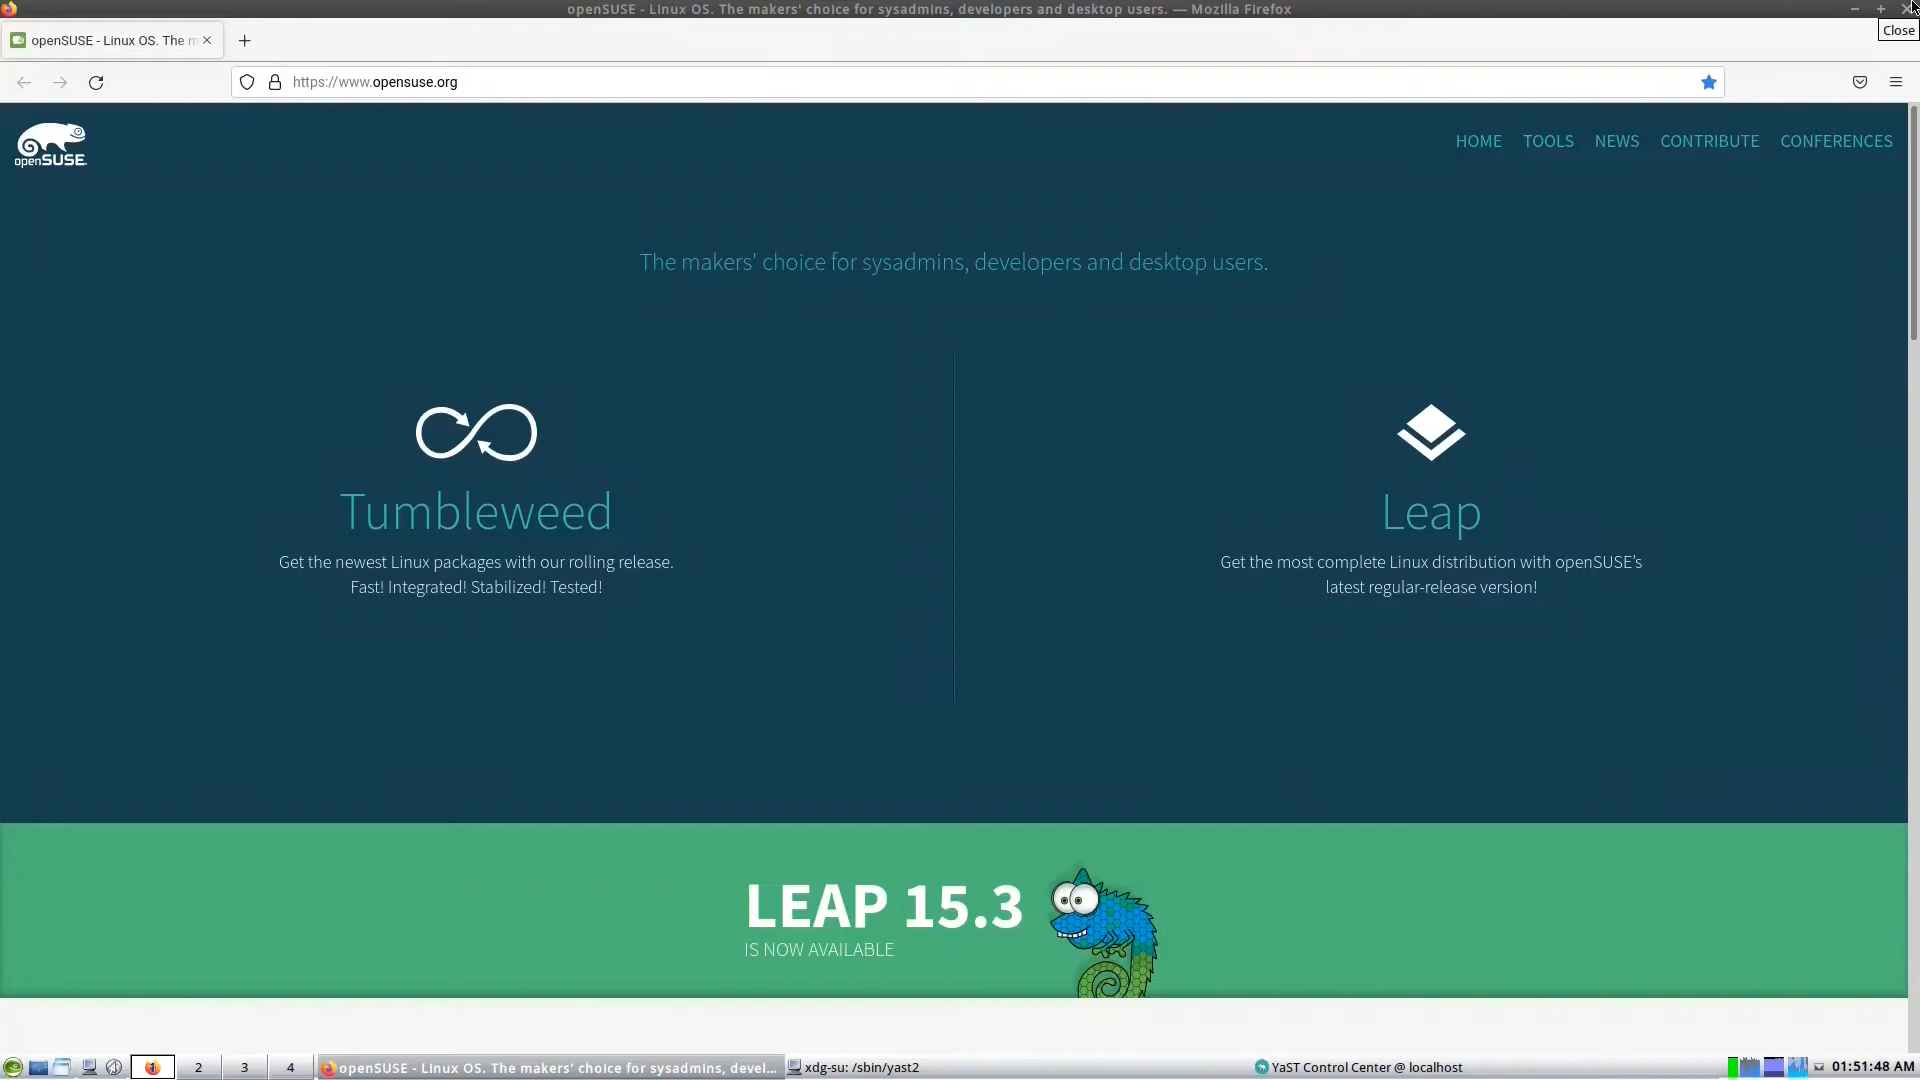 openSUSE - Linux OS. The makers' choice for sysadmins, developers and desktop users. — Mozilla Firefox
Close
openSUSE - Linux OS. The m
https://www.opensuse.org
openSUSE
HOME TOOLS NEWS CONTRIBUTE CONFERENCES
The makers' choice for sysadmins, developers and desktop users.
Tumbleweed
Get the newest Linux packages with our rolling release.
Fast! Integrated! Stabilized! Tested!
Leap
Get the most complete Linux distribution with openSUSE’s
latest regular-release version!
LEAP 15.3
IS NOW AVAILABLE
1 2 3 4 openSUSE - Linux OS. The makers' choice for sysadmins, devel... xdg-su: /sbin/yast2 YaST Control Center @ localhost 01:51:48 AM